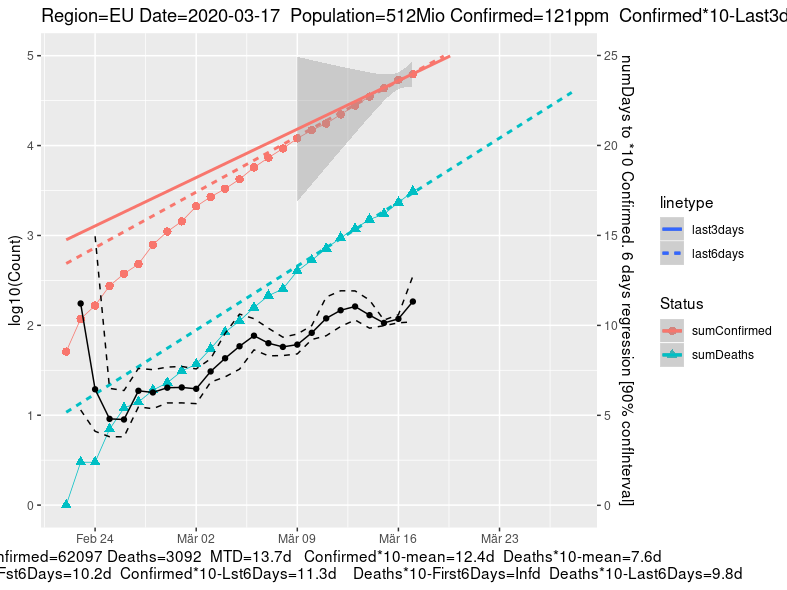 Region=EU Date=2020-03-17 Population=512Mio Confirmed=121ppm Confirmed*10-Last3d
log10(Count)
5
4
3
2
1
0
25
20
15
10
5
0
numDays to *10 Confirmed. 6 days regression [90% confInterval]
Feb 24
Mär 02
Mär 09
Mär 16
Mär 23
linetype
last3days
last6days
Status
sumConfirmed
sumDeaths
nfirmed=62097 Deaths=3092 MTD=13.7d Confirmed*10-mean=12.4d Deaths*10-mean=7.6d
Fst6Days=10.2d Confirmed*10-Lst6Days=11.3d Deaths*10-First6Days=Infd Deaths*10-Last6Days=9.8d